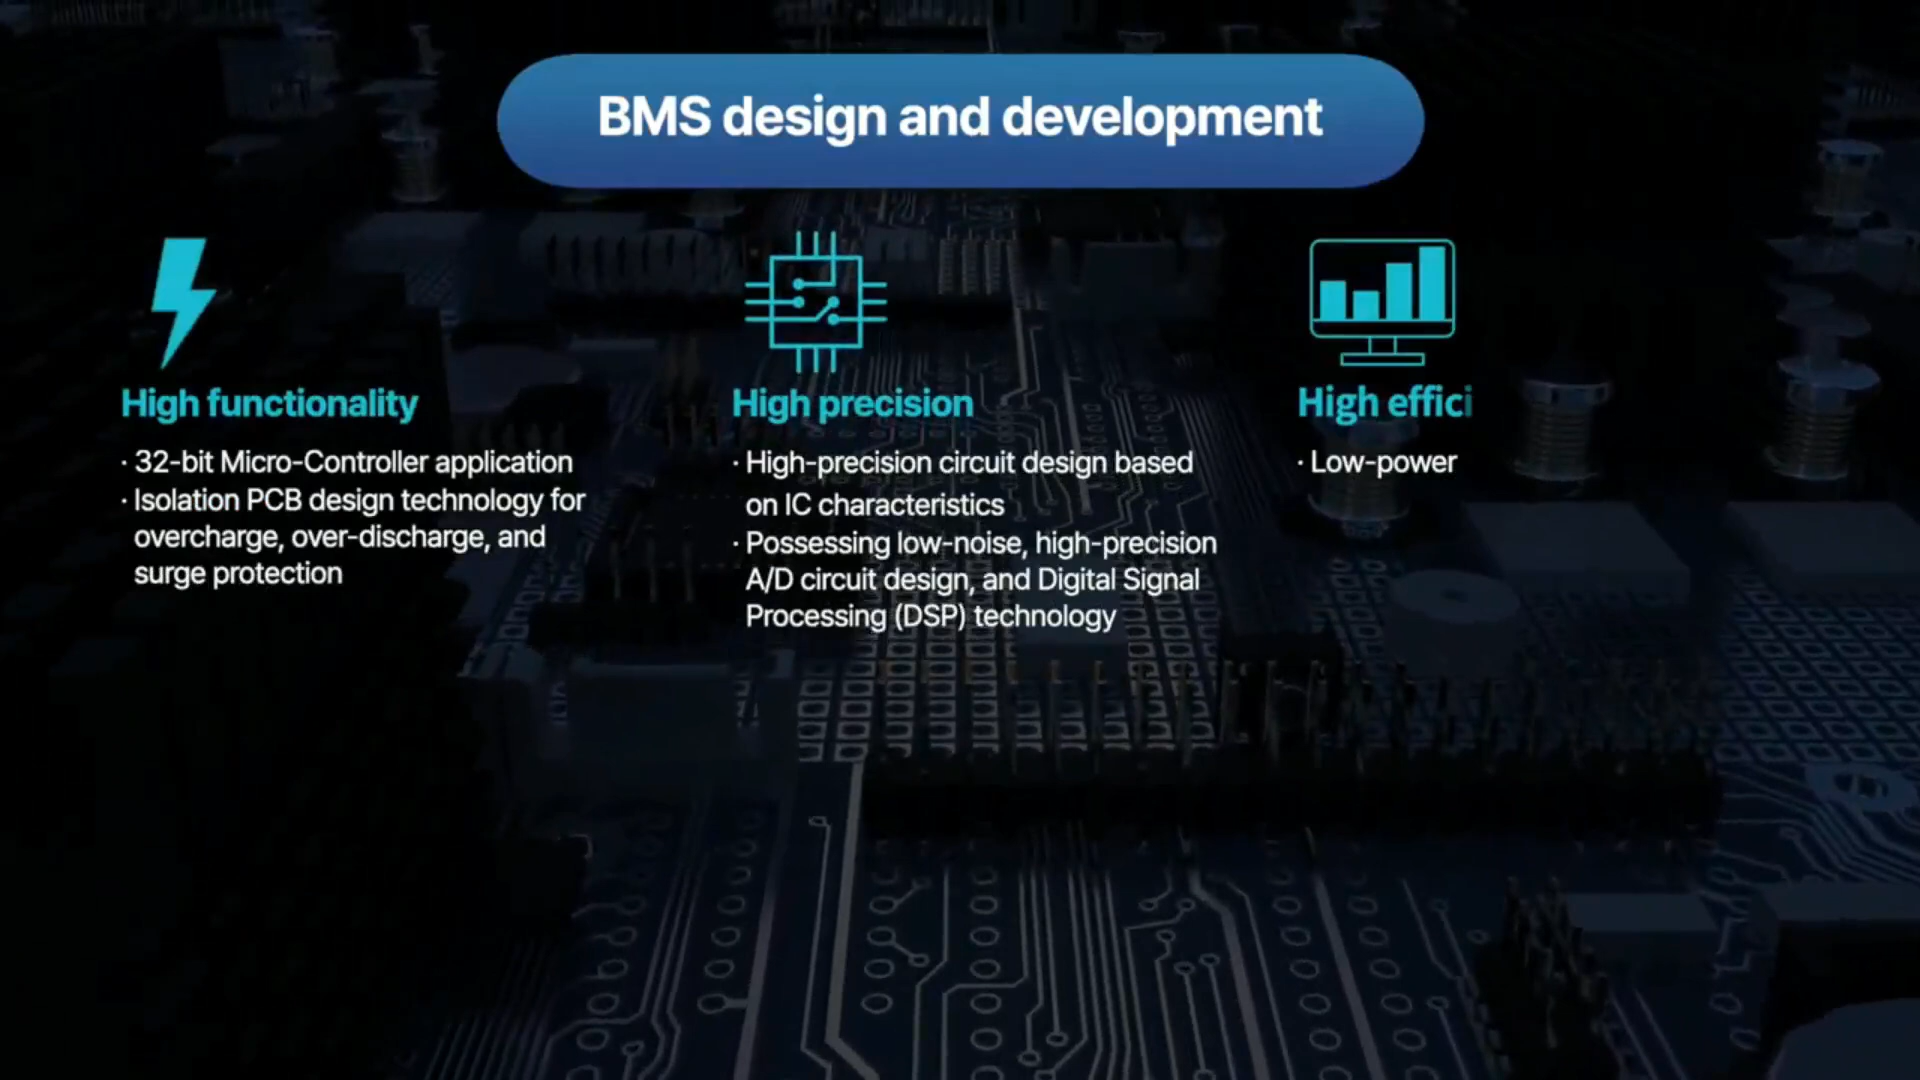 BMS design and development
High functionality
· 32-bit Micro-Controller application
· Isolation PCB design technology for
overcharge, over-discharge, and
surge protection
High precision
· High-precision circuit design based
on IC characteristics
· Possessing low-noise, high-precision
A/D circuit design, and Digital Signal
Processing (DSP) technology
High effici
· Low-power